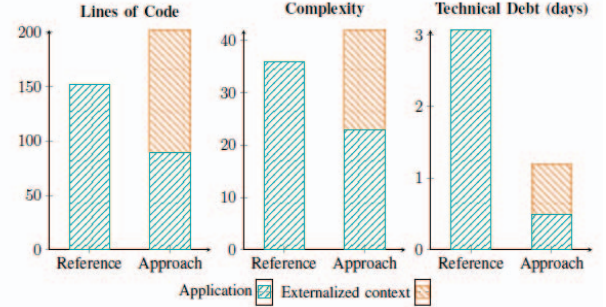 Lines of Code
Complexity
Technical Debt (days)
200
150
100
50
0
Reference
Approach
40
30
20
10
0
Reference
Approach
3
2
1
0
Reference
Approach
Application
Externalized context